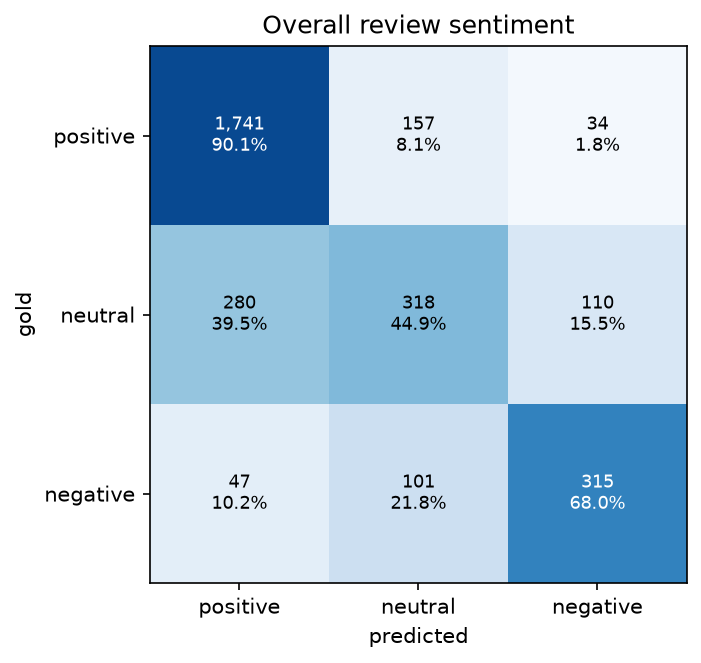 Overall review sentiment
gold
positive
1,741
90.1%
157
8.1%
34
1.8%
neutral
280
39.5%
318
44.9%
110
15.5%
negative
47
10.2%
101
21.8%
315
68.0%
positive
neutral
negative
predicted